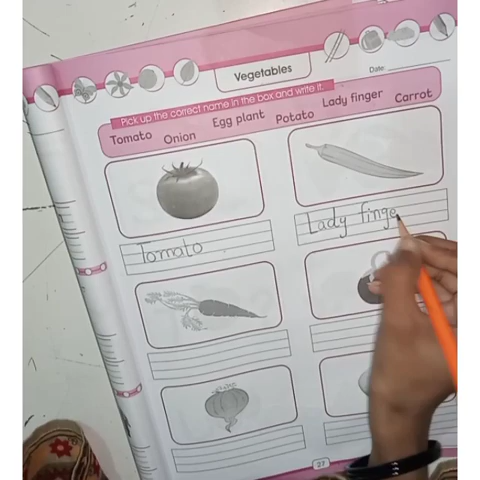 Vegetables
Date:
Pick up the correct name in the box and write it.
Tomato Onion Egg plant Potato Lady finger Carrot
Tomato
Lady finge
27